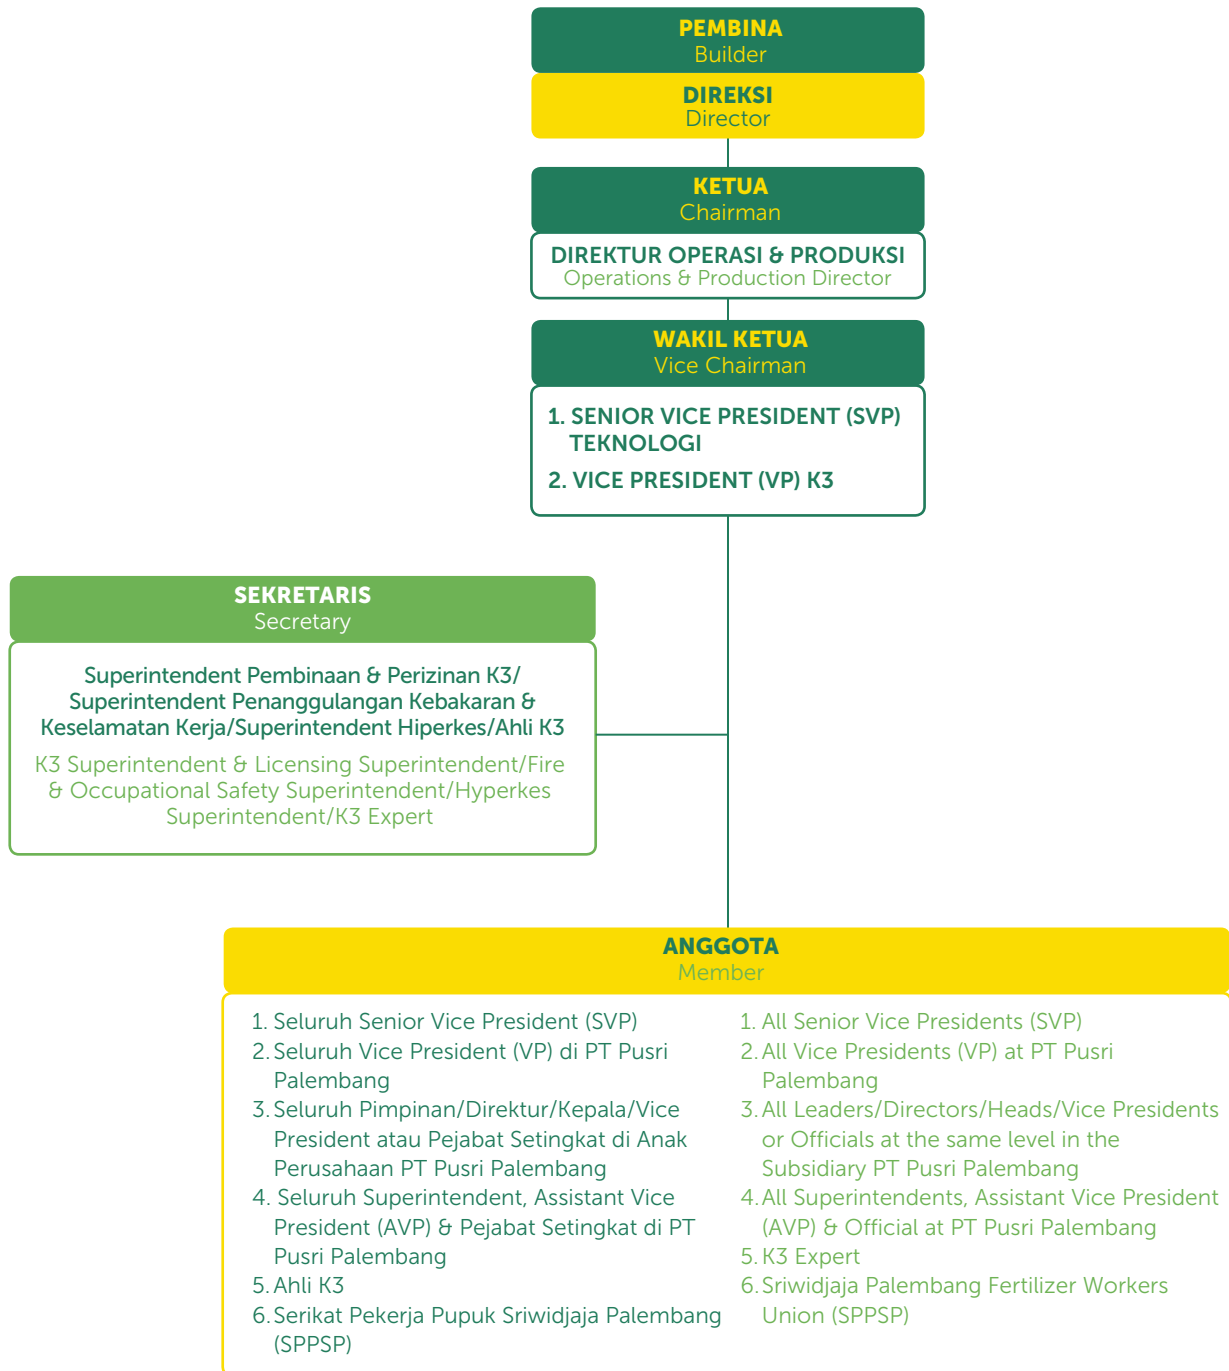 PEMBINA
Builder
DIREKSI
Director
KETUA
Chairman
DIREKTUR OPERASI & PRODUKSI
Operations & Production Director
WAKIL KETUA
Vice Chairman
1. SENIOR VICE PRESIDENT (SVP)
TEKNOLOGI
2. VICE PRESIDENT (VP) K3
SEKRETARIS
Secretary
Superintendent Pembinaan & Perizinan K3/
Superintendent Penanggulangan Kebakaran &
Keselamatan Kerja/Superintendent Hiperkes/Ahli K3
K3 Superintendent & Licensing Superintendent/Fire
& Occupational Safety Superintendent/Hyperkes
Superintendent/K3 Expert
ANGGOTA
Member
1. Seluruh Senior Vice President (SVP)
2. Seluruh Vice President (VP) di PT Pusri
Palembang
3. Seluruh Pimpinan/Direktur/Kepala/Vice
President atau Pejabat Setingkat di Anak
Perusahaan PT Pusri Palembang
4. Seluruh Superintendent, Assistant Vice
President (AVP) & Pejabat Setingkat di PT
Pusri Palembang
5. Ahli K3
6. Serikat Pekerja Pupuk Sriwidjaja Palembang
(SPPSP)
1. All Senior Vice Presidents (SVP)
2. All Vice Presidents (VP) at PT Pusri
Palembang
3. All Leaders/Directors/Heads/Vice Presidents
or Officials at the same level in the
Subsidiary PT Pusri Palembang
4. All Superintendents, Assistant Vice President
(AVP) & Official at PT Pusri Palembang
5. K3 Expert
6. Sriwidjaja Palembang Fertilizer Workers
Union (SPPSP)